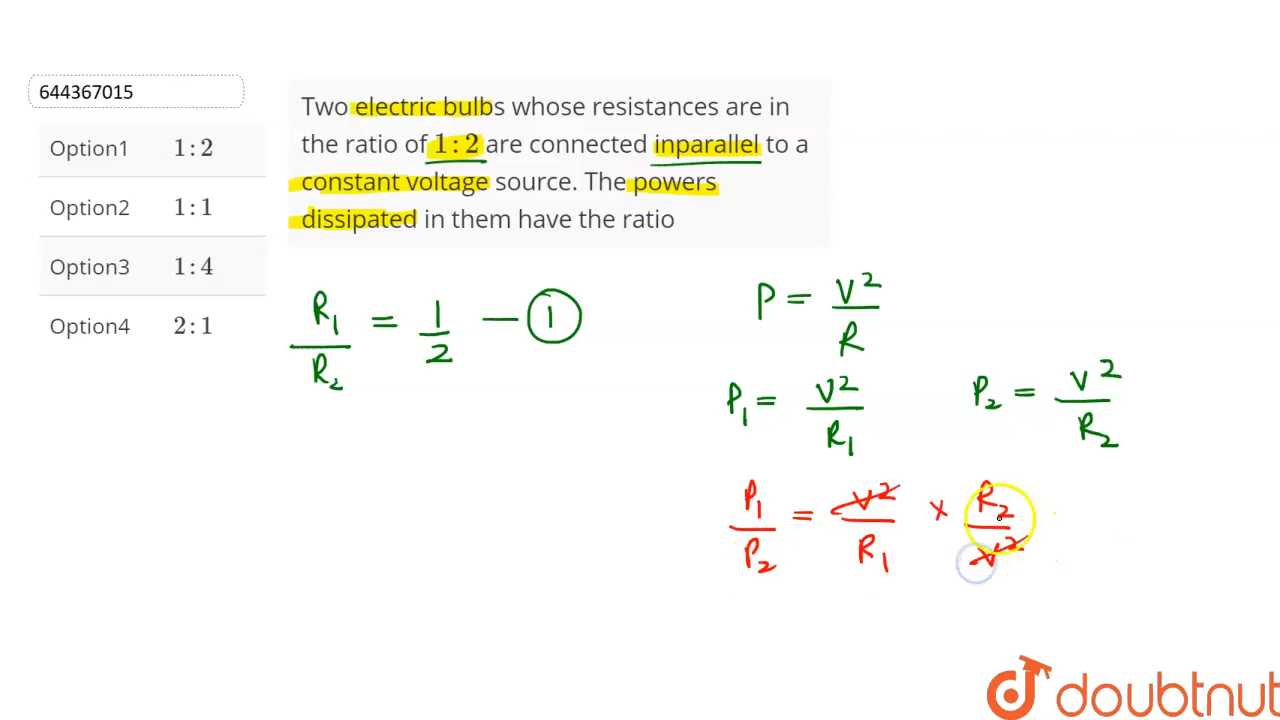 644367015
Option1 1:2
Option2 1:1
Option3 1:4
Option4 2:1
Two electric bulbs whose resistances are in
the ratio of 1:2 are connected inparallel to a
constant voltage source. The powers
dissipated in them have the ratio
R₁/R₂ = 1/2 — ①
P = V²/R
P₁ = V²/R₁
P₂ = V²/R₂
P₁/P₂ = V²/R₁ × R₂/V²
doubtnut